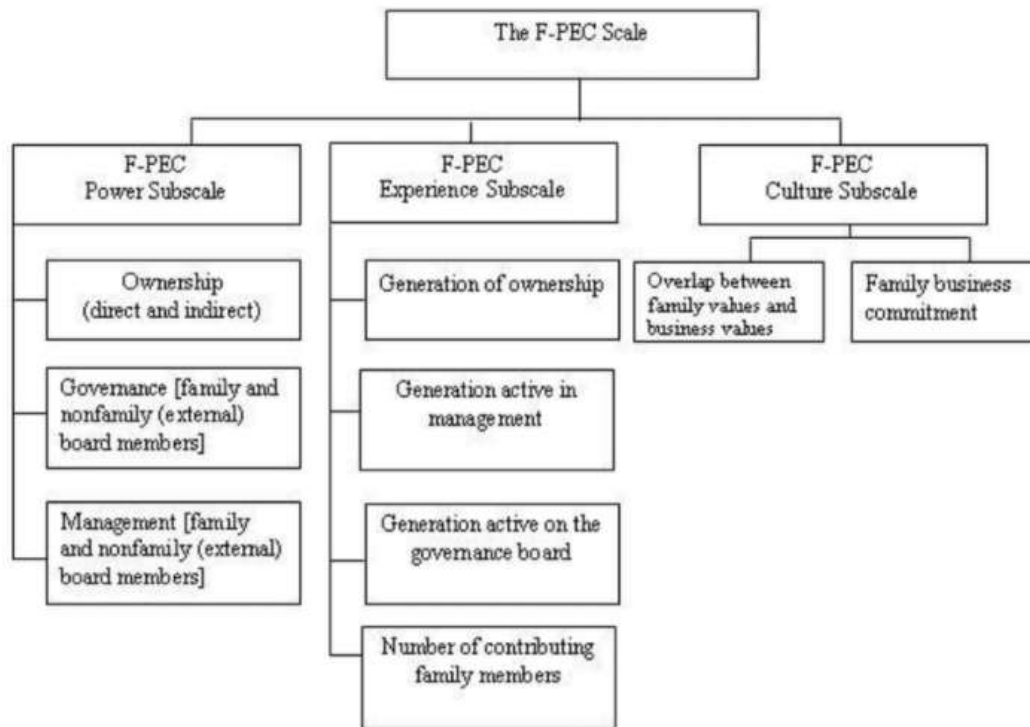 The F-PEC Scale
F-PEC
Power Subscale
Ownership
(direct and indirect)
Governance [family and
nonfamily (external)
board members]
Management [family
and nonfamily (external)
board members]
F-PEC
Experience Subscale
Generation of ownership
Generation active in
management
Generation active on the
governance board
Number of contributing
family members
F-PEC
Culture Subscale
Overlap between
family values and
business values
Family business
commitment